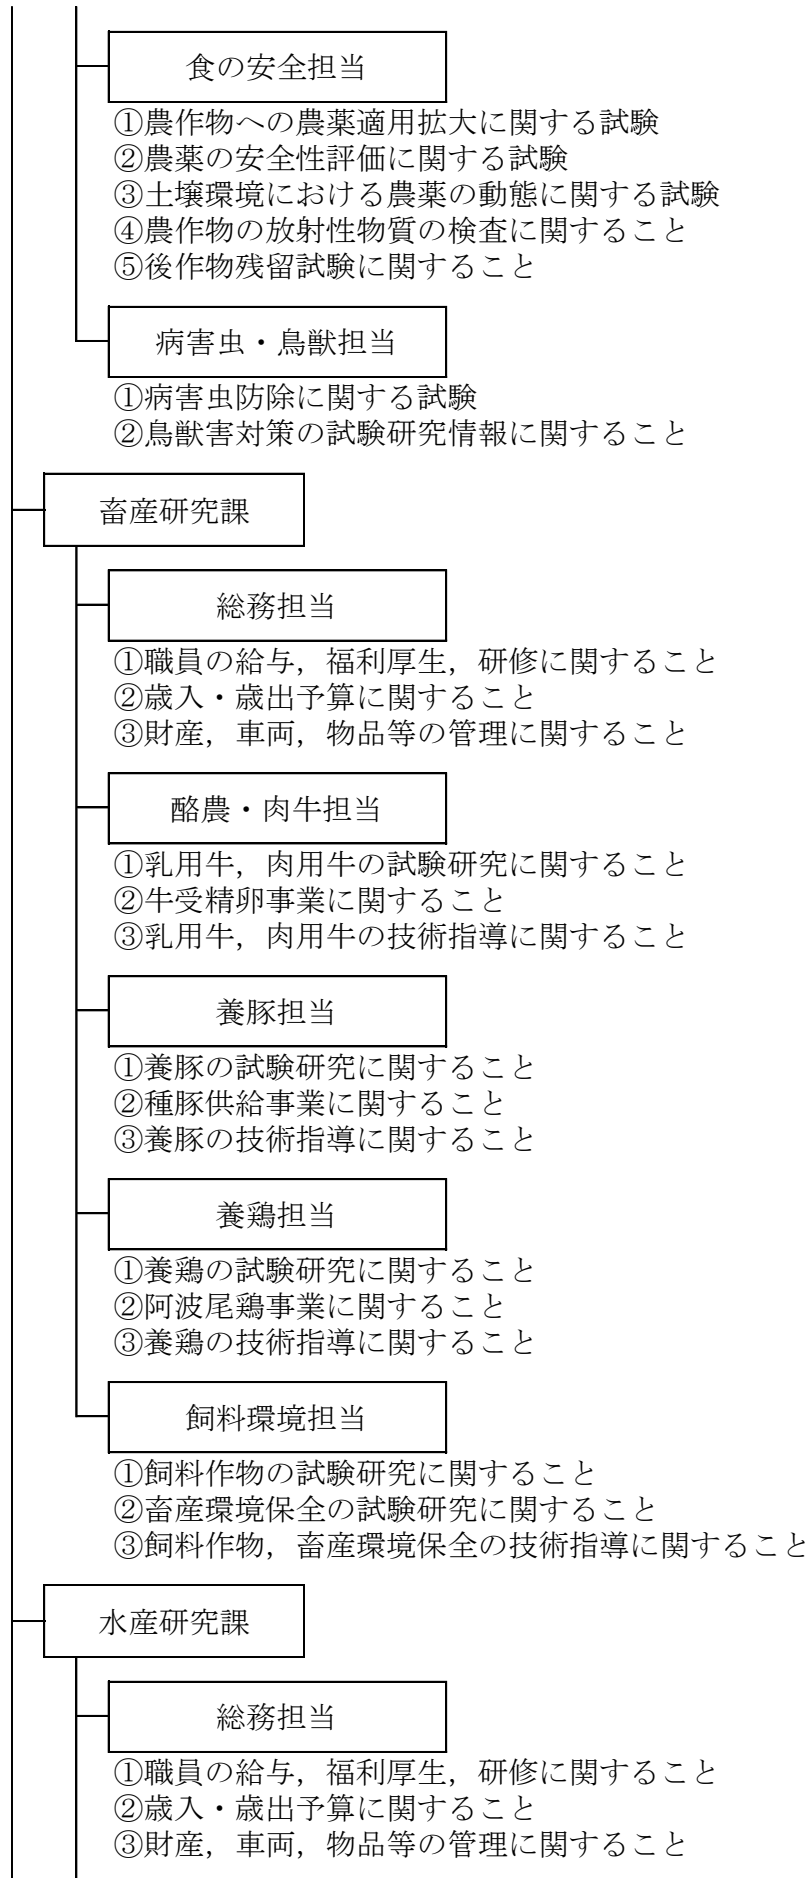 食の安全担当
①農作物への農薬適用拡大に関する試験
②農薬の安全性評価に関する試験
③土壌環境における農薬の動態に関する試験
④農作物の放射性物質の検査に関すること
⑤後作物残留試験に関すること
病害虫・鳥獣担当
①病害虫防除に関する試験
②鳥獣害対策の試験研究情報に関すること
畜産研究課
総務担当
①職員の給与，福利厚生，研修に関すること
②歳入・歳出予算に関すること
③財産，車両，物品等の管理に関すること
酪農・肉牛担当
①乳用牛，肉用牛の試験研究に関すること
②牛受精卵事業に関すること
③乳用牛，肉用牛の技術指導に関すること
養豚担当
①養豚の試験研究に関すること
②種豚供給事業に関すること
③養豚の技術指導に関すること
養鶏担当
①養鶏の試験研究に関すること
②阿波尾鶏事業に関すること
③養鶏の技術指導に関すること
飼料環境担当
①飼料作物の試験研究に関すること
②畜産環境保全の試験研究に関すること
③飼料作物，畜産環境保全の技術指導に関すること
水産研究課
総務担当
①職員の給与，福利厚生，研修に関すること
②歳入・歳出予算に関すること
③財産，車両，物品等の管理に関すること